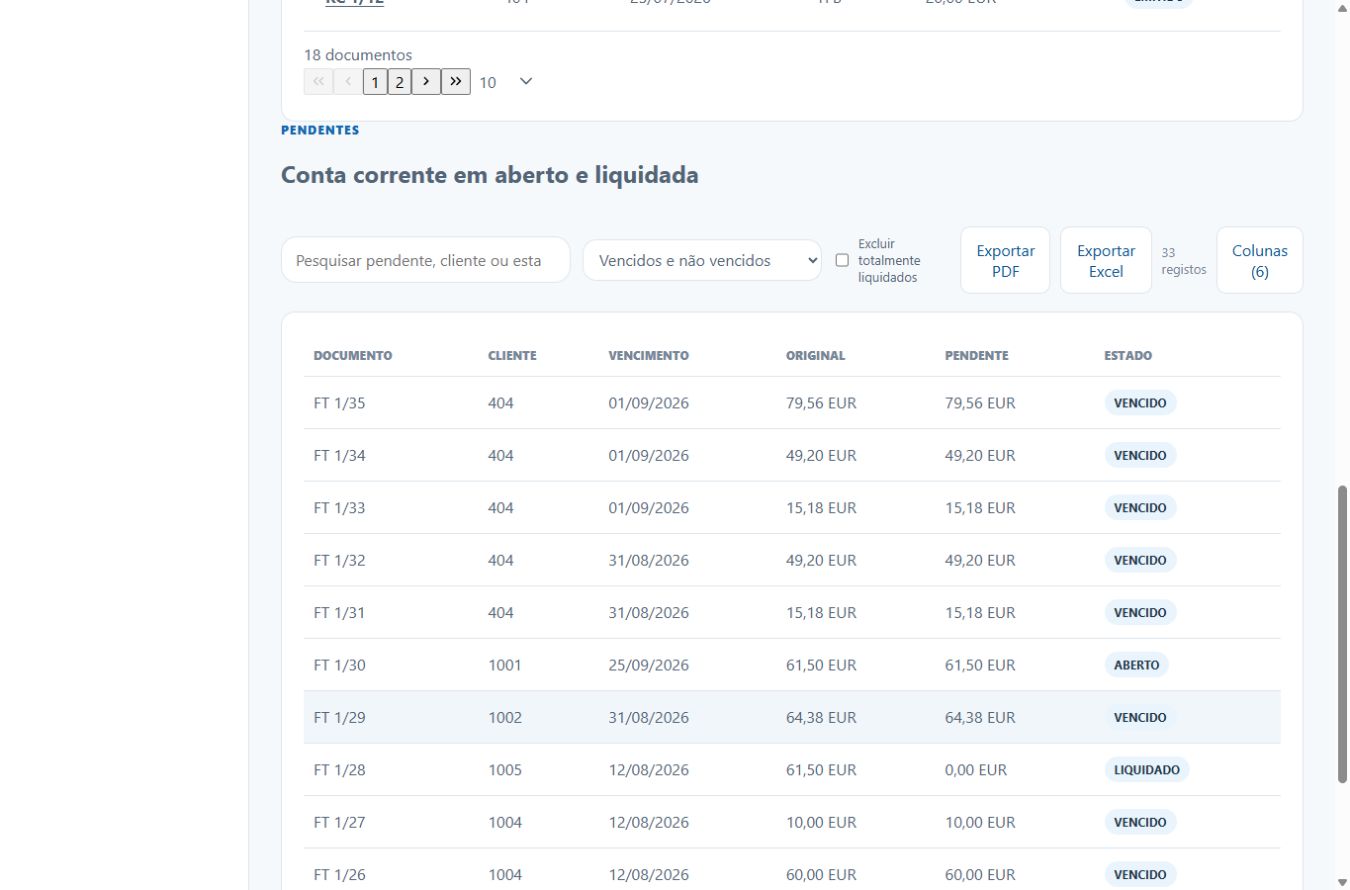 18 documentos
« ‹ 1 2 › » 10
PENDENTES
Conta corrente em aberto e liquidada
Pesquisar pendente, cliente ou esta
Vencidos e não vencidos
Excluir
totalmente
liquidados
Exportar
PDF
Exportar
Excel
33
registos
Colunas
(6)
DOCUMENTO CLIENTE VENCIMENTO ORIGINAL PENDENTE ESTADO
FT 1/35 404 01/09/2026 79,56 EUR 79,56 EUR VENCIDO
FT 1/34 404 01/09/2026 49,20 EUR 49,20 EUR VENCIDO
FT 1/33 404 01/09/2026 15,18 EUR 15,18 EUR VENCIDO
FT 1/32 404 31/08/2026 49,20 EUR 49,20 EUR VENCIDO
FT 1/31 404 31/08/2026 15,18 EUR 15,18 EUR VENCIDO
FT 1/30 1001 25/09/2026 61,50 EUR 61,50 EUR ABERTO
FT 1/29 1002 31/08/2026 64,38 EUR 64,38 EUR VENCIDO
FT 1/28 1005 12/08/2026 61,50 EUR 0,00 EUR LIQUIDADO
FT 1/27 1004 12/08/2026 10,00 EUR 10,00 EUR VENCIDO
FT 1/26 1004 12/08/2026 60,00 EUR 60,00 EUR VENCIDO